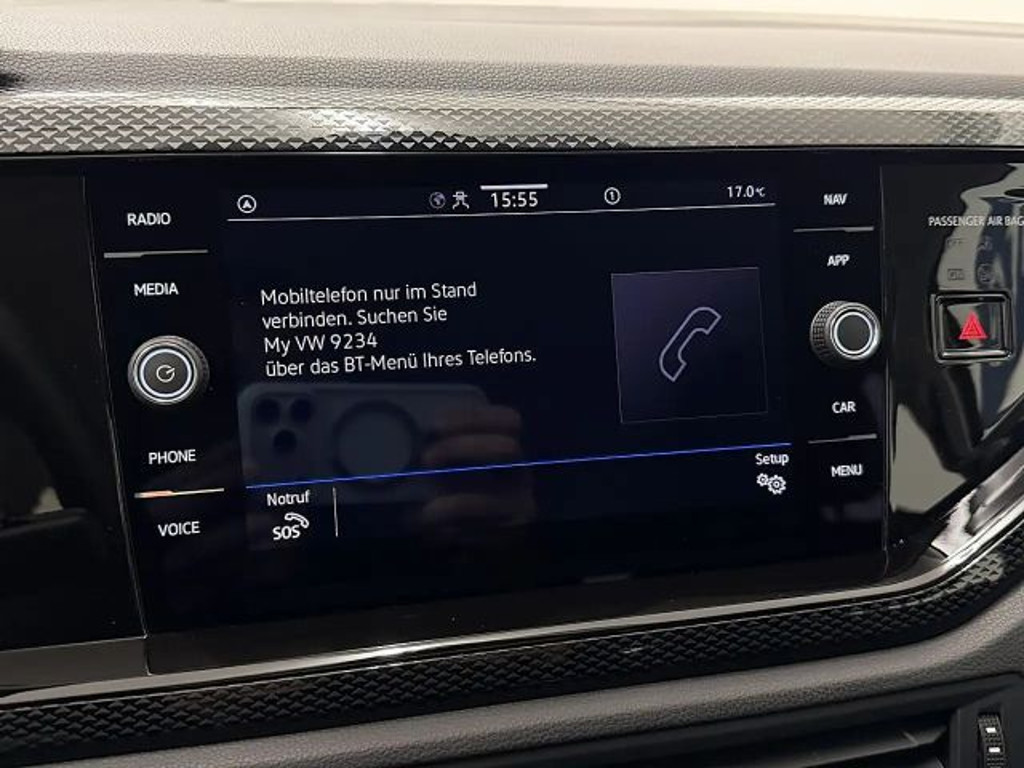 RADIO
MEDIA
PHONE
VOICE
15:55
1
17.0°C
Mobiltelefon nur im Stand
verbinden. Suchen Sie
My VW 9234
über das BT-Menü Ihres Telefons.
Notruf
SOS
Setup
NAV
APP
CAR
MENU
PASSENGER AIR BAG